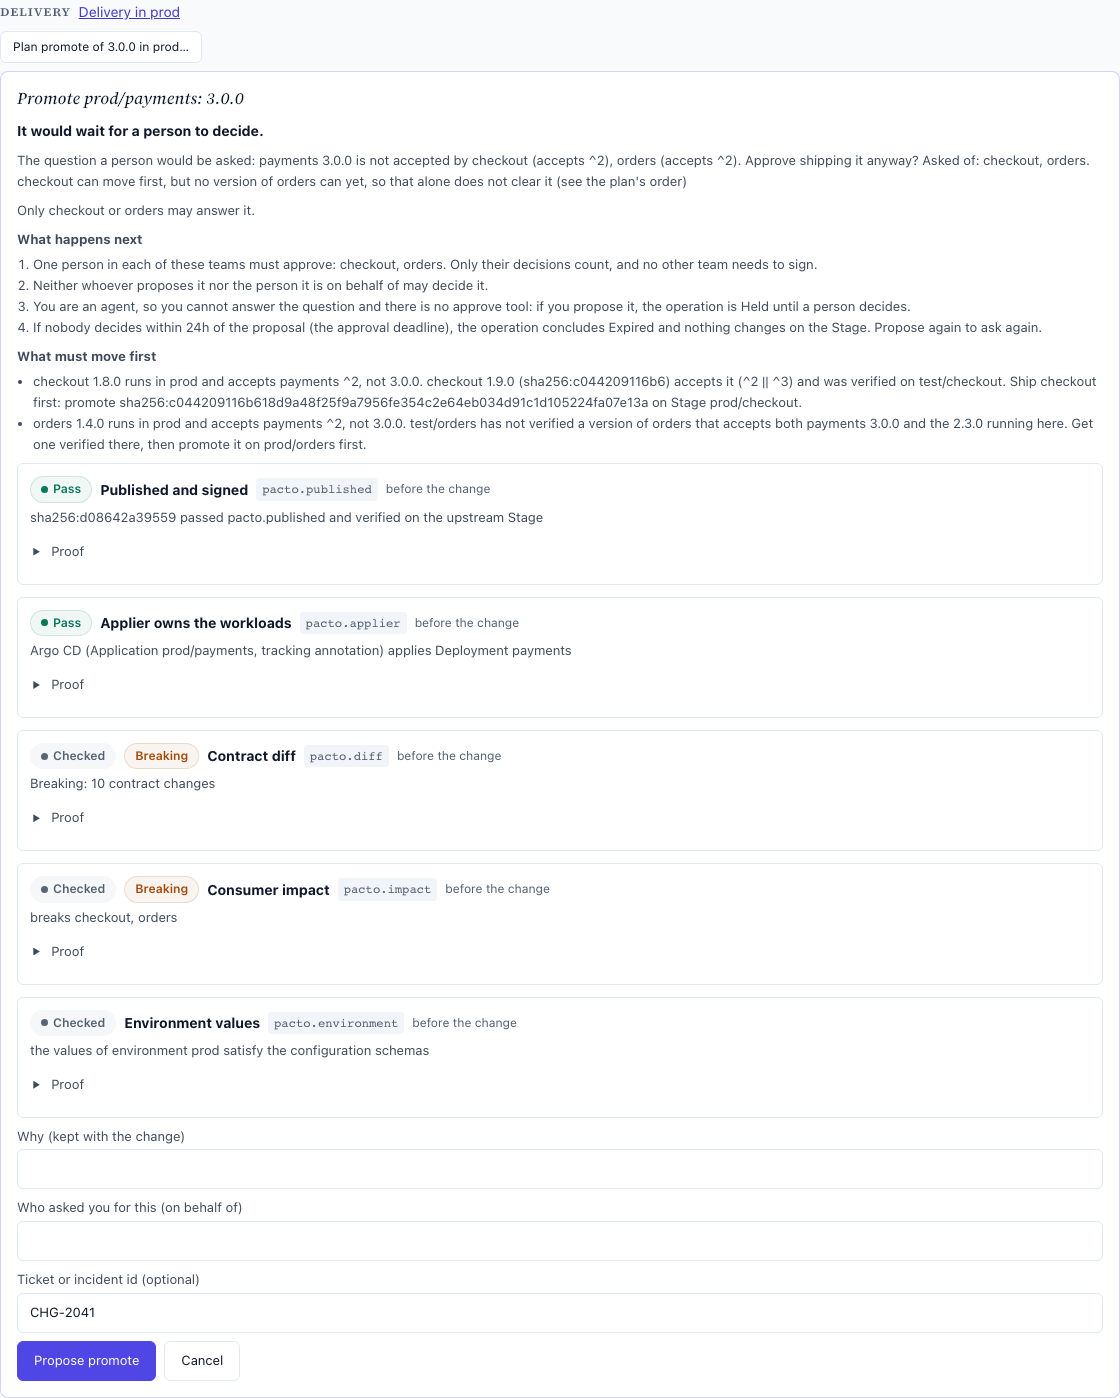 DELIVERY Delivery in prod
Plan promote of 3.0.0 in prod...
Promote prod/payments: 3.0.0
It would wait for a person to decide.
The question a person would be asked: payments 3.0.0 is not accepted by checkout (accepts ^2), orders (accepts ^2). Approve shipping it anyway? Asked of: checkout, orders.
checkout can move first, but no version of orders can yet, so that alone does not clear it (see the plan's order)
Only checkout or orders may answer it.
What happens next
1. One person in each of these teams must approve: checkout, orders. Only their decisions count, and no other team needs to sign.
2. Neither whoever proposes it nor the person it is on behalf of may decide it.
3. You are an agent, so you cannot answer the question and there is no approve tool: if you propose it, the operation is Held until a person decides.
4. If nobody decides within 24h of the proposal (the approval deadline), the operation concludes Expired and nothing changes on the Stage. Propose again to ask again.
What must move first
• checkout 1.8.0 runs in prod and accepts payments ^2, not 3.0.0. checkout 1.9.0 (sha256:c044209116b6) accepts it (^2 || ^3) and was verified on test/checkout. Ship checkout
first: promote sha256:c044209116b618d9a48f25f9a7956fe354c2e64eb034d91c1d105224fa07e13a on Stage prod/checkout.
• orders 1.4.0 runs in prod and accepts payments ^2, not 3.0.0. test/orders has not verified a version of orders that accepts both payments 3.0.0 and the 2.3.0 running here. Get
one verified there, then promote it on prod/orders first.
Pass Published and signed pacto.published before the change
sha256:d08642a39559 passed pacto.published and verified on the upstream Stage
Proof
Pass Applier owns the workloads pacto.applier before the change
Argo CD (Application prod/payments, tracking annotation) applies Deployment payments
Proof
Checked Breaking Contract diff pacto.diff before the change
Breaking: 10 contract changes
Proof
Checked Breaking Consumer impact pacto.impact before the change
breaks checkout, orders
Proof
Checked Environment values pacto.environment before the change
the values of environment prod satisfy the configuration schemas
Proof
Why (kept with the change)
Who asked you for this (on behalf of)
Ticket or incident id (optional)
CHG-2041
Propose promote Cancel